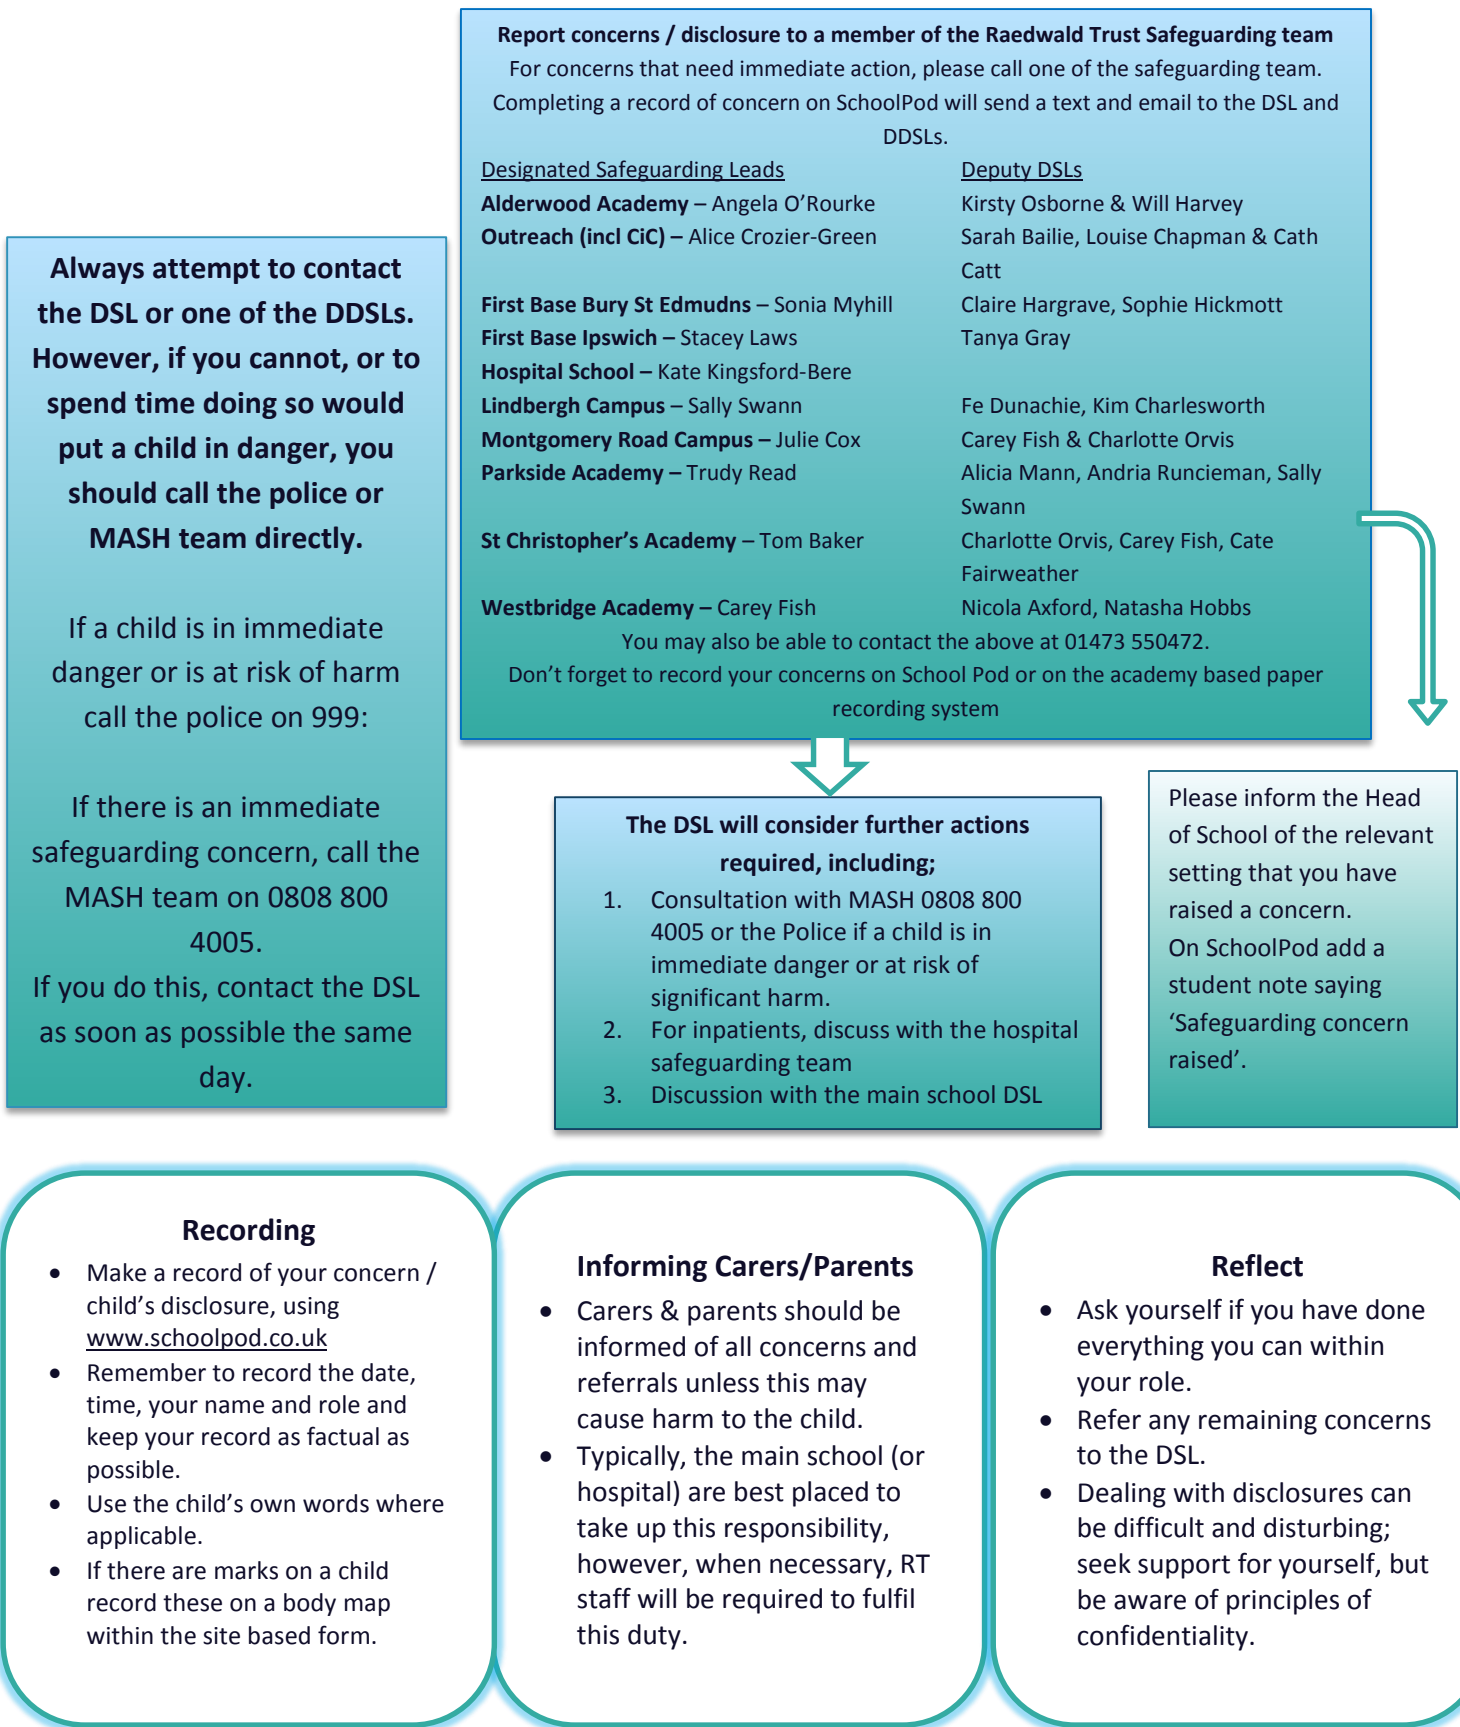 Report concerns / disclosure to a member of the Raedwald Trust Safeguarding team
For concerns that need immediate action, please call one of the safeguarding team.
Completing a record of concern on SchoolPod will send a text and email to the DSL and
DDSLs.
Designated Safeguarding Leads Deputy DSLs
Alderwood Academy – Angela O’Rourke Kirsty Osborne & Will Harvey
Outreach (incl CiC) – Alice Crozier-Green Sarah Bailie, Louise Chapman & Cath
Catt
First Base Bury St Edmudns – Sonia Myhill Claire Hargrave, Sophie Hickmott
First Base Ipswich – Stacey Laws Tanya Gray
Hospital School – Kate Kingsford-Bere
Lindbergh Campus – Sally Swann Fe Dunachie, Kim Charlesworth
Montgomery Road Campus – Julie Cox Carey Fish & Charlotte Orvis
Parkside Academy – Trudy Read Alicia Mann, Andria Runcieman, Sally
Swann
St Christopher’s Academy – Tom Baker Charlotte Orvis, Carey Fish, Cate
Fairweather
Westbridge Academy – Carey Fish Nicola Axford, Natasha Hobbs
You may also be able to contact the above at 01473 550472.
Don’t forget to record your concerns on School Pod or on the academy based paper
recording system
Always attempt to contact
the DSL or one of the DDSLs.
However, if you cannot, or to
spend time doing so would
put a child in danger, you
should call the police or
MASH team directly.
If a child is in immediate
danger or is at risk of harm
call the police on 999:
If there is an immediate
safeguarding concern, call the
MASH team on 0808 800
4005.
If you do this, contact the DSL
as soon as possible the same
day.
The DSL will consider further actions
required, including;
1. Consultation with MASH 0808 800
4005 or the Police if a child is in
immediate danger or at risk of
significant harm.
2. For inpatients, discuss with the hospital
safeguarding team
3. Discussion with the main school DSL
Please inform the Head
of School of the relevant
setting that you have
raised a concern.
On SchoolPod add a
student note saying
‘Safeguarding concern
raised’.
Recording
• Make a record of your concern /
child’s disclosure, using
www.schoolpod.co.uk
• Remember to record the date,
time, your name and role and
keep your record as factual as
possible.
• Use the child’s own words where
applicable.
• If there are marks on a child
record these on a body map
within the site based form.
Informing Carers/Parents
• Carers & parents should be
informed of all concerns and
referrals unless this may
cause harm to the child.
• Typically, the main school (or
hospital) are best placed to
take up this responsibility,
however, when necessary, RT
staff will be required to fulfil
this duty.
Reflect
• Ask yourself if you have done
everything you can within
your role.
• Refer any remaining concerns
to the DSL.
• Dealing with disclosures can
be difficult and disturbing;
seek support for yourself, but
be aware of principles of
confidentiality.